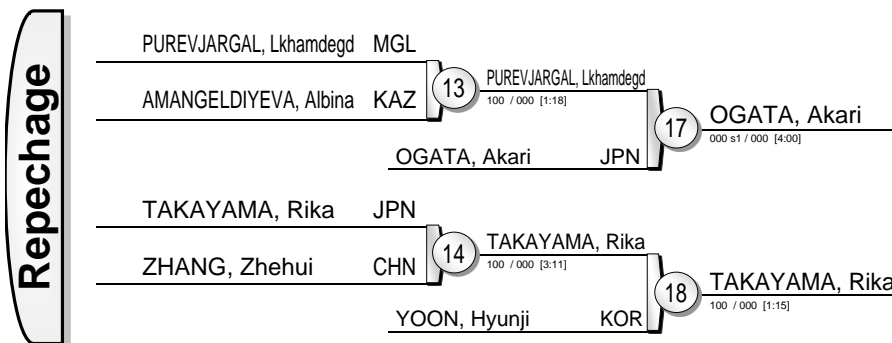 Repechage
PUREVJARGAL, Lkhamdegd MGL
AMANGELDIYEVA, Albina KAZ
13
PUREVJARGAL, Lkhamdegd
100 / 000 [1:18]
OGATA, Akari JPN
17
OGATA, Akari
000 s1 / 000 [4:00]
TAKAYAMA, Rika JPN
ZHANG, Zhehui CHN
14
TAKAYAMA, Rika
100 / 000 [3:11]
YOON, Hyunji KOR
18
TAKAYAMA, Rika
100 / 000 [1:15]